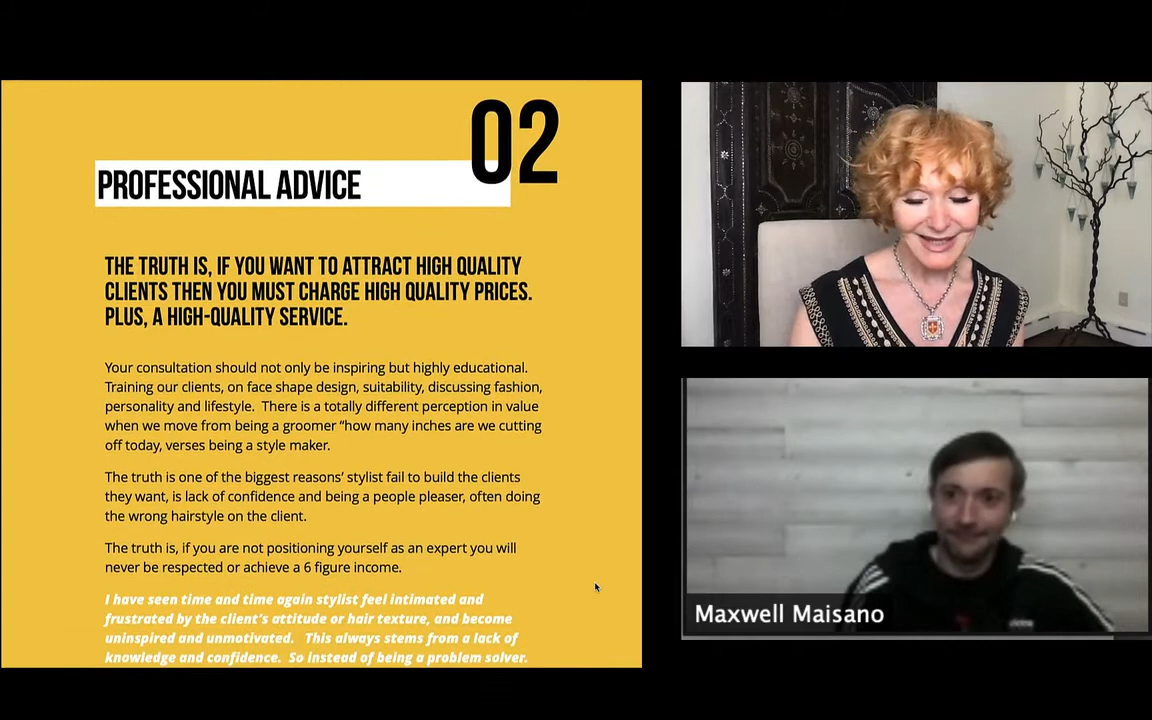 02
PROFESSIONAL ADVICE
THE TRUTH IS, IF YOU WANT TO ATTRACT HIGH QUALITY
CLIENTS THEN YOU MUST CHARGE HIGH QUALITY PRICES.
PLUS, A HIGH-QUALITY SERVICE.
Your consultation should not only be inspiring but highly educational.
Training our clients, on face shape design, suitability, discussing fashion,
personality and lifestyle.  There is a totally different perception in value
when we move from being a groomer “how many inches are we cutting
off today, verses being a style maker.
The truth is one of the biggest reasons’ stylist fail to build the clients
they want, is lack of confidence and being a people pleaser, often doing
the wrong hairstyle on the client.
The truth is, if you are not positioning yourself as an expert you will
never be respected or achieve a 6 figure income.
I have seen time and time again stylist feel intimated and
frustrated by the client’s attitude or hair texture, and become
uninspired and unmotivated.   This always stems from a lack of
knowledge and confidence.  So instead of being a problem solver.
Maxwell Maisano